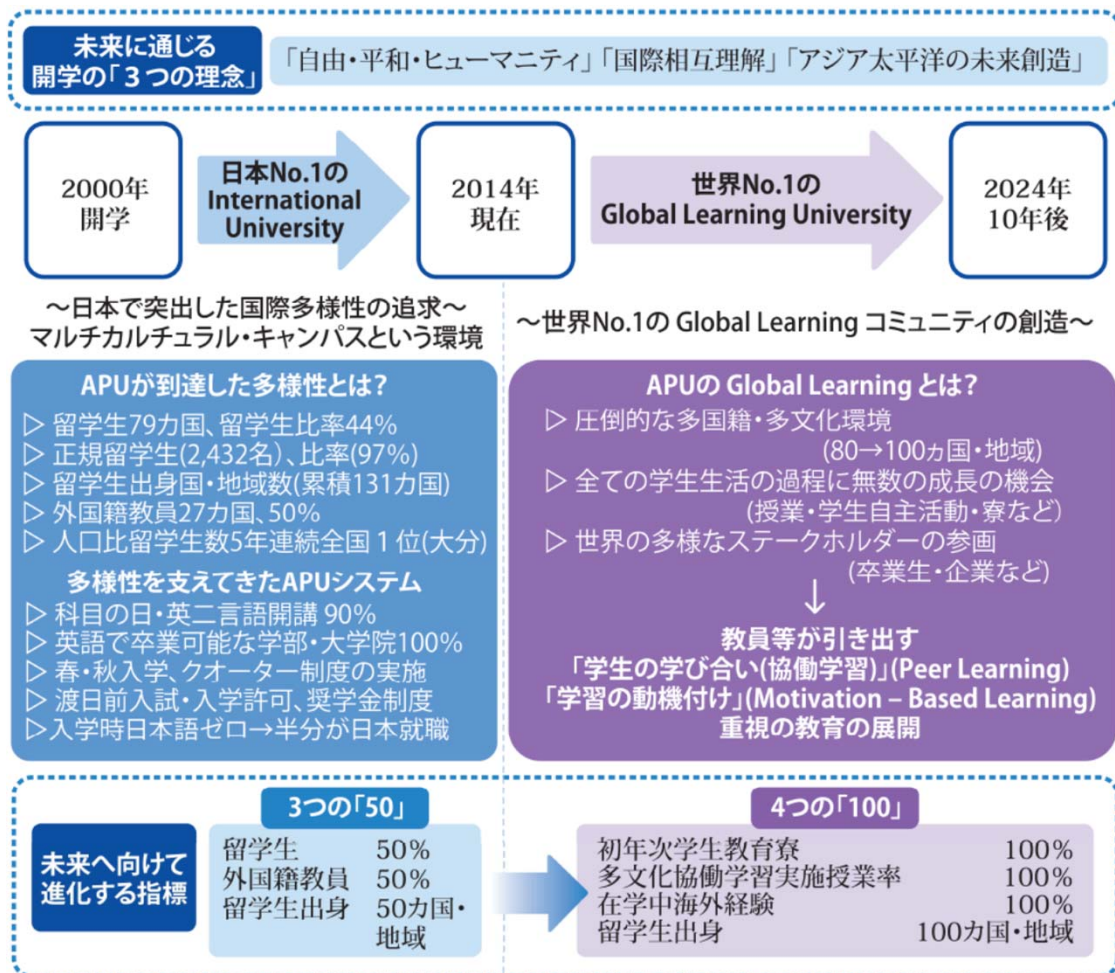 未来に通じる
開学の「３つの理念」
「自由・平和・ヒューマニティ」「国際相互理解」「アジア太平洋の未来創造」
2000年
開学
日本No.1の
International
University
2014年
現在
世界No.1の
Global Learning University
2024年
10年後
～日本で突出した国際多様性の追求～
マルチカルチュラル・キャンパスという環境
APUが到達した多様性とは?
▷ 留学生79カ国、留学生比率44%
▷ 正規留学生(2,432名)、比率(97%)
▷ 留学生出身国・地域数(累積131カ国)
▷ 外国籍教員27カ国、50%
▷ 人口比留学生数5年連続全国１位(大分)
多様性を支えてきたAPUシステム
▷ 科目の日・英二言語開講 90%
▷ 英語で卒業可能な学部・大学院100%
▷ 春・秋入学、クオーター制度の実施
▷ 渡日前入試・入学許可、奨学金制度
▷入学時日本語ゼロ→半分が日本就職
～世界No.1の Global Learning コミュニティの創造～
APUの Global Learning とは?
▷ 圧倒的な多国籍・多文化環境
(80→100ヵ国・地域)
▷ 全ての学生生活の過程に無数の成長の機会
(授業・学生自主活動・寮など)
▷ 世界の多様なステークホルダーの参画
(卒業生・企業など)
↓
教員等が引き出す
「学生の学び合い(協働学習)」(Peer Learning)
「学習の動機付け」(Motivation – Based Learning)
重視の教育の展開
未来へ向けて
進化する指標
3つの「50」
留学生 50%
外国籍教員 50%
留学生出身 50カ国・
地域
4つの「100」
初年次学生教育寮 100%
多文化協働学習実施授業率 100%
在学中海外経験 100%
留学生出身 100カ国・地域